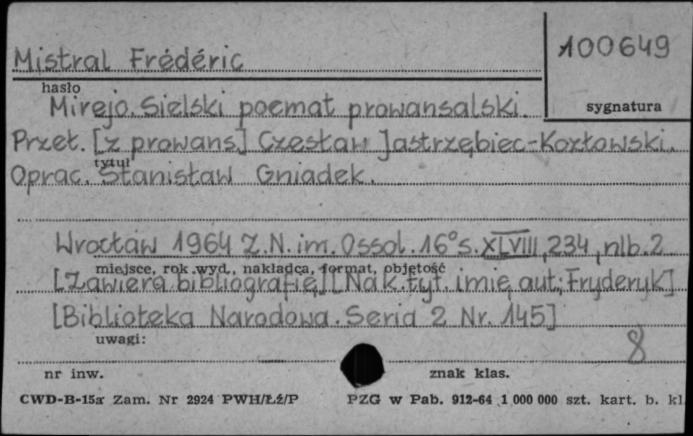 Mistral Frédéric
100649
hasło
sygnatura
Mirejo. Sielski poemat prowansalski.
Przeł. [z prowans] Czesław Jastrzębiec-Kozłowski.
tytuł
Oprac. Stanisław Gniadek.
Wrocław 1964 Z.N. im. Ossol. 16° s. XLVIII, 234, nlb. 2
miejsce, rok wyd., nakładca, format, objętość
[Zawiera bibliografię] [Na k. tyt. imię aut.: Fryderyk]
[Biblioteka Narodowa. Seria 2 Nr. 145]
uwagi:
8
nr inw.
znak klas.
CWD-B-15a Zam. Nr 2924 PWH/Łź/P
PZG w Pab. 912-64 1 000 000 szt. kart. b. kl